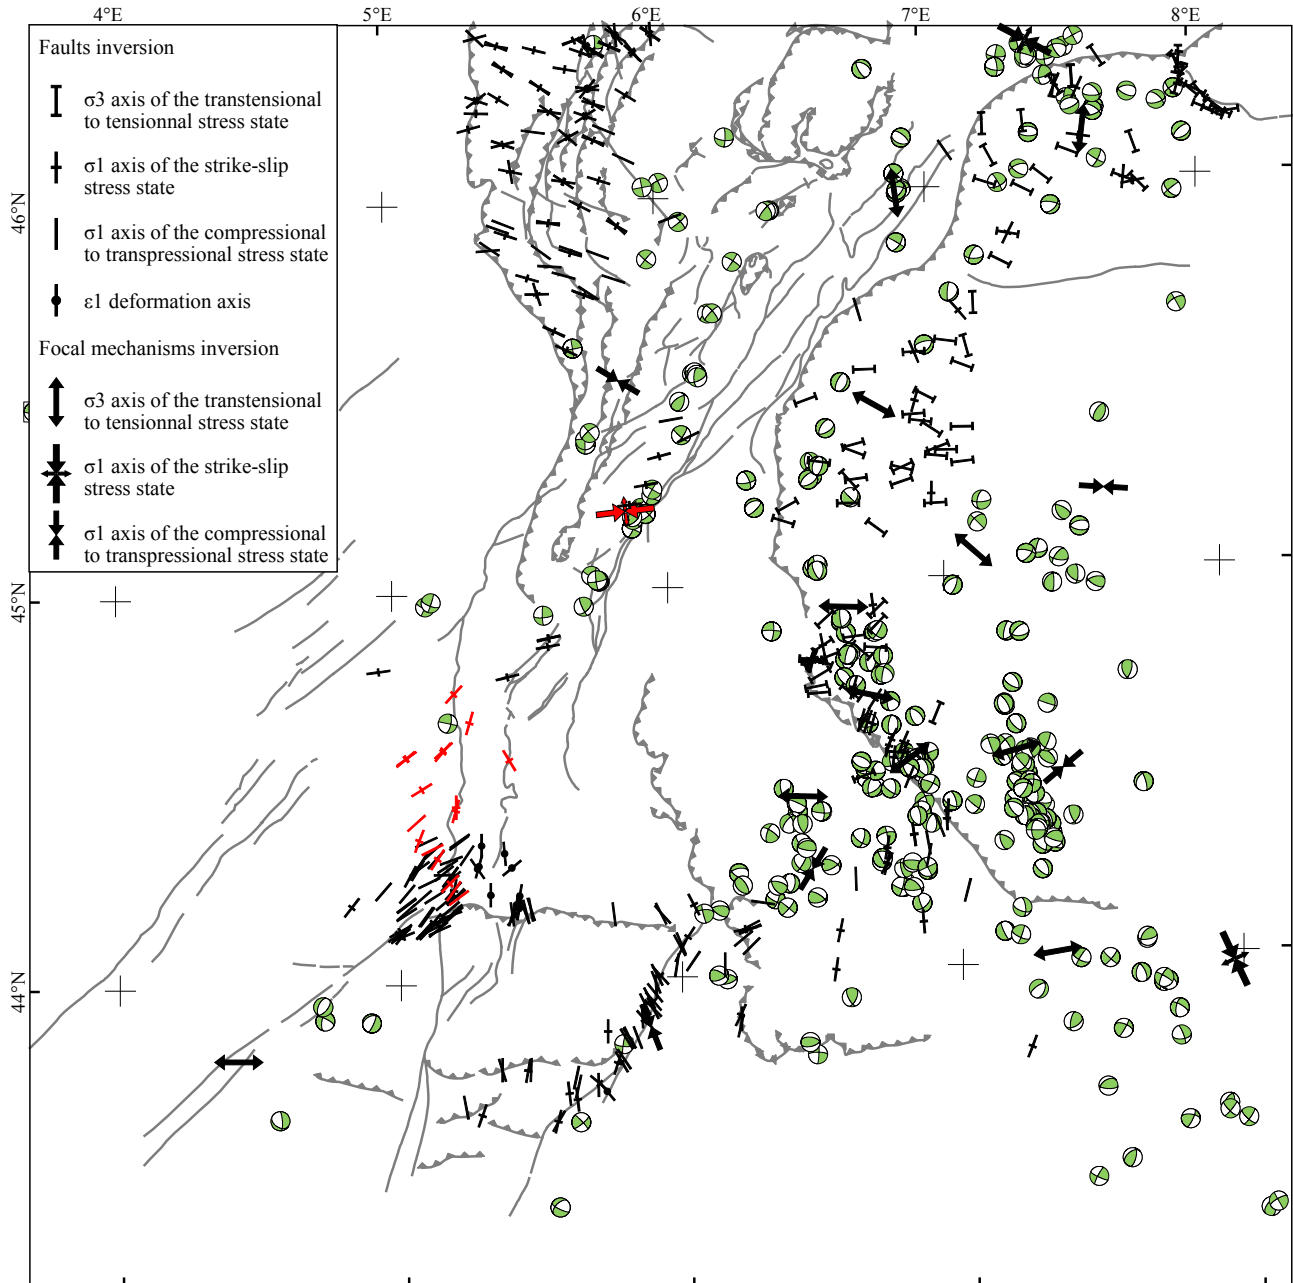 4°E 5°E 6°E 7°E 8°E
Faults inversion
σ3 axis of the transtensional
to tensionnal stress state
σ1 axis of the strike-slip
stress state
σ1 axis of the compressional
to transpressional stress state
ε1 deformation axis
Focal mechanisms inversion
σ3 axis of the transtentional
to tensionnal stress state
σ1 axis of the strike-slip
stress state
σ1 axis of the compressional
to transpressional stress state
46°N
45°N
44°N